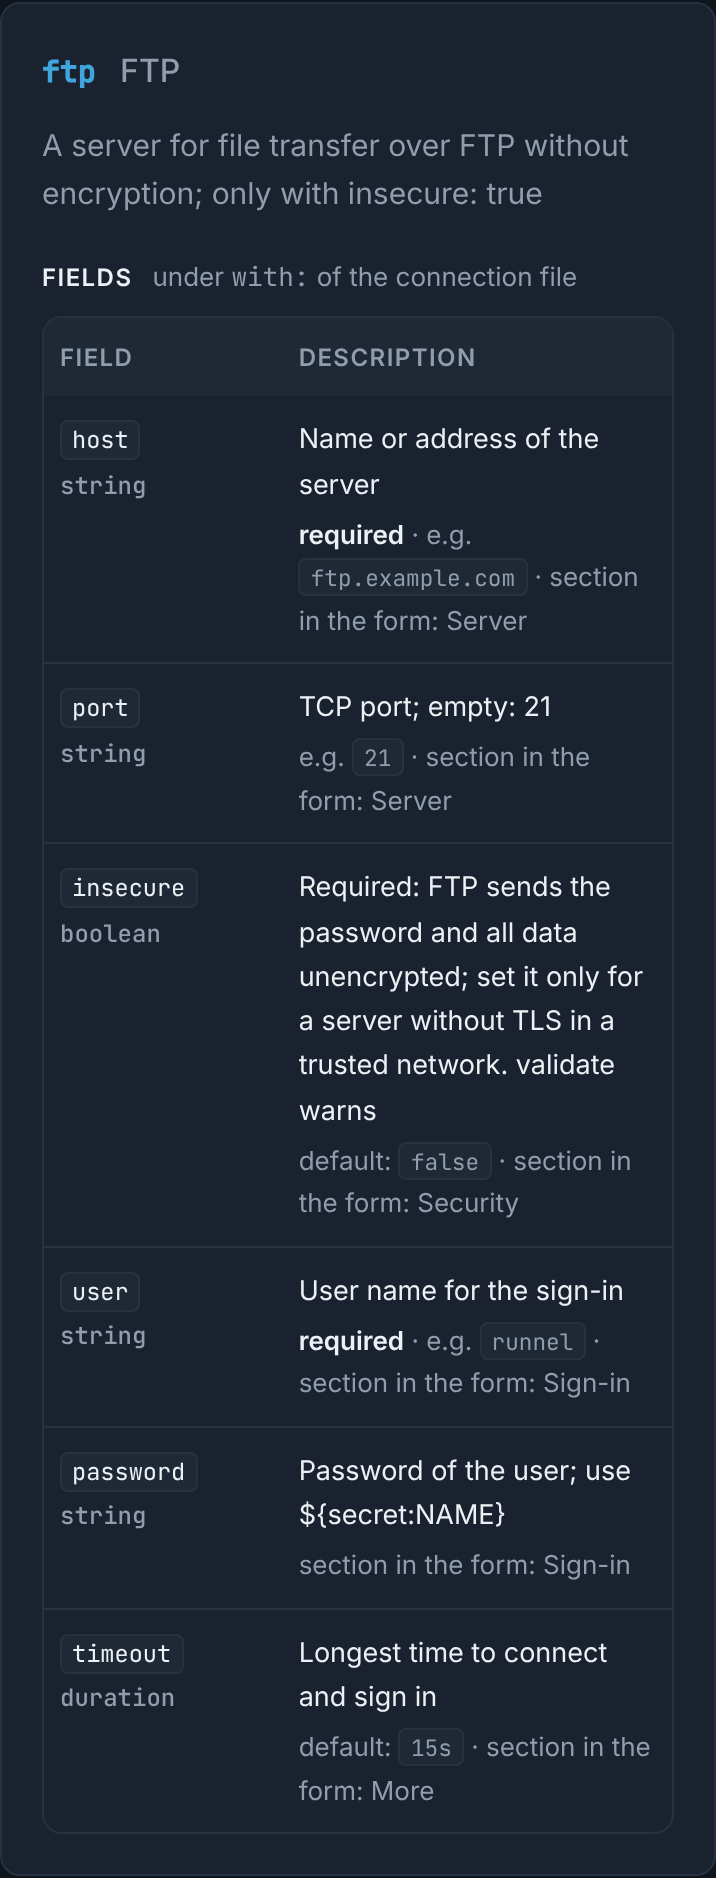 ftp FTP
A server for file transfer over FTP without
encryption; only with insecure: true
FIELDS under with: of the connection file
FIELD DESCRIPTION
host Name or address of the
string server
required · e.g.
ftp.example.com · section
in the form: Server
port TCP port; empty: 21
string e.g. 21 · section in the
form: Server
insecure Required: FTP sends the
boolean password and all data
unencrypted; set it only for
a server without TLS in a
trusted network. validate
warns
default: false · section in
the form: Security
user User name for the sign-in
string required · e.g. runnel ·
section in the form: Sign-in
password Password of the user; use
string ${secret:NAME}
section in the form: Sign-in
timeout Longest time to connect
duration and sign in
default: 15s · section in the
form: More